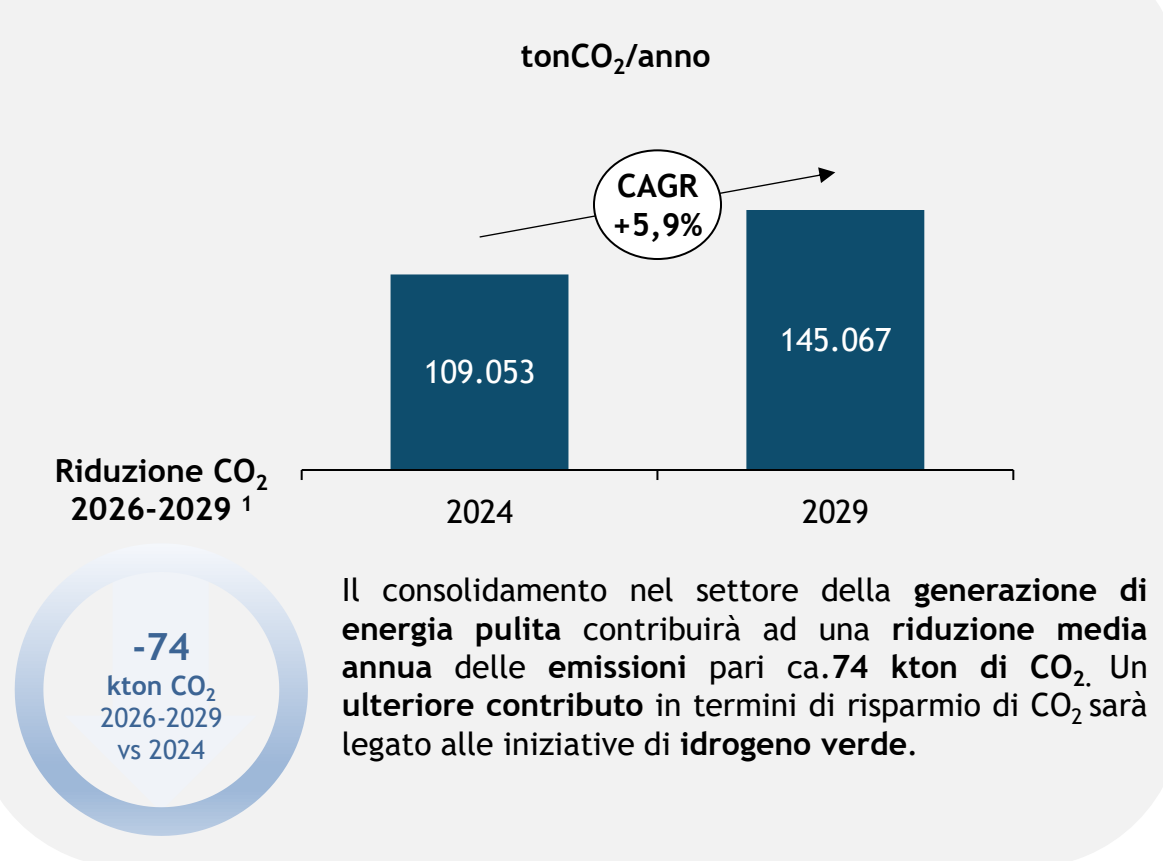 tonCO₂/anno
CAGR
+5,9%
109.053
145.067
2024
2029
Riduzione CO₂
2026-2029 ¹
-74
kton CO₂
2026-2029
vs 2024
Il consolidamento nel settore della generazione di
energia pulita contribuirà ad una riduzione media
annua delle emissioni pari ca.74 kton di CO₂. Un
ulteriore contributo in termini di risparmio di CO₂ sarà
legato alle iniziative di idrogeno verde.